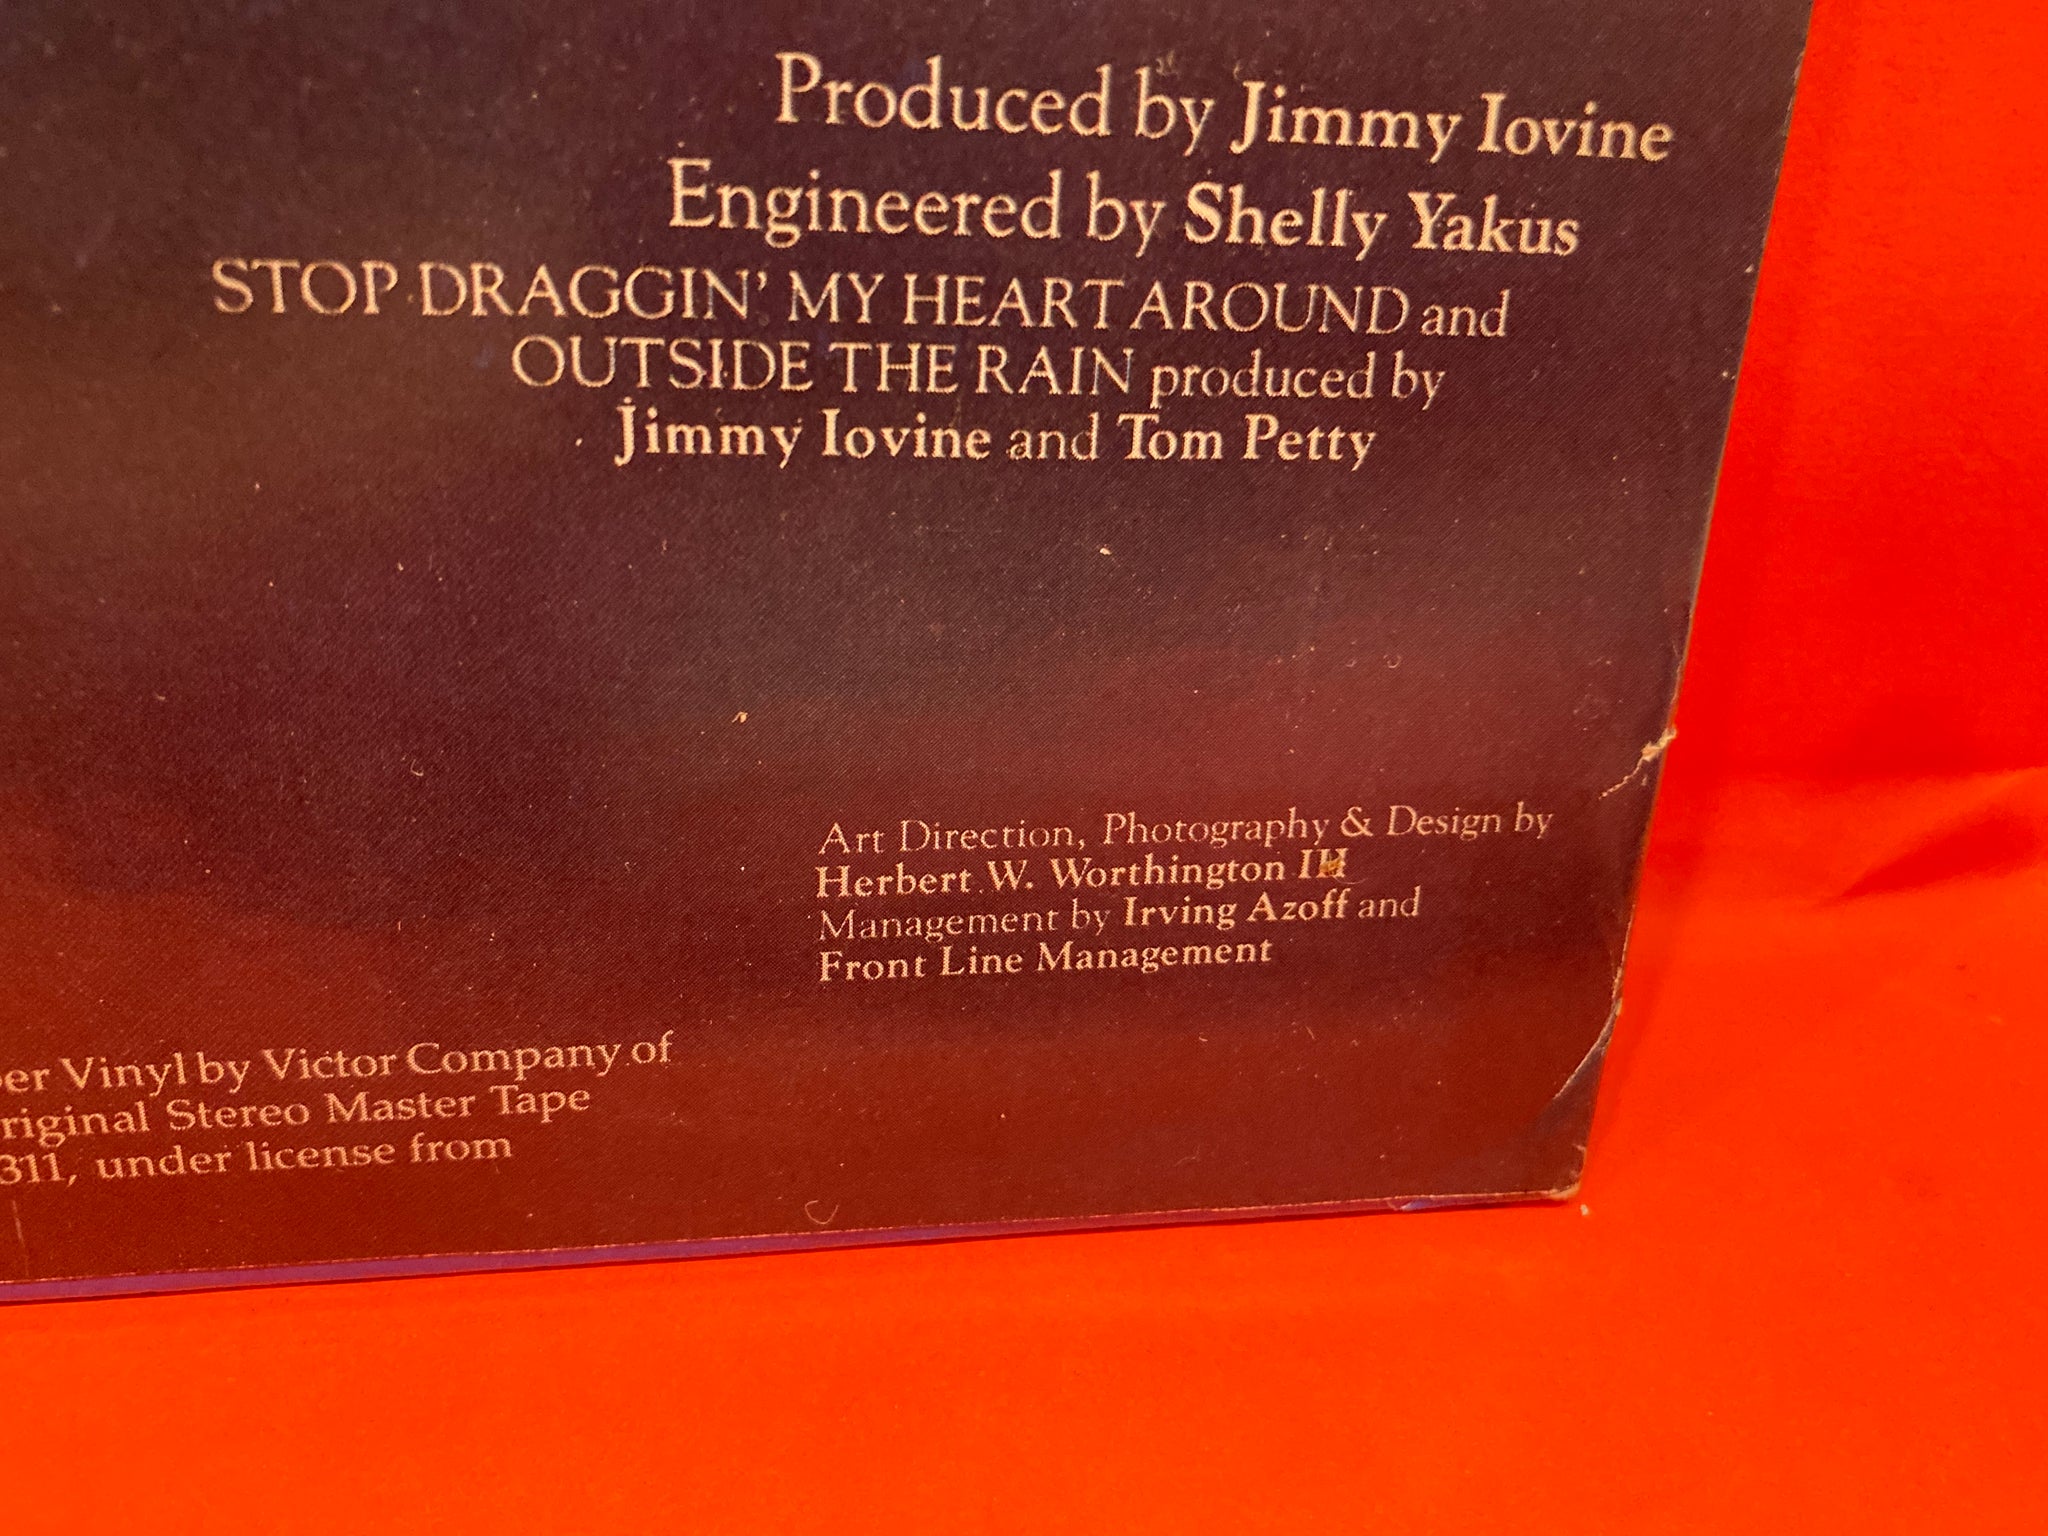 Produced by Jimmy Iovine
Engineered by Shelly Yakus
STOP DRAGGIN' MY HEART AROUND and
OUTSIDE THE RAIN produced by
Jimmy Iovine and Tom Petty
Art Direction, Photography & Design by
Herbert W. Worthington III
Management by Irving Azoff and
Front Line Management
Vinyl by Victor Company of
Stereo Master Tape
311, under license from